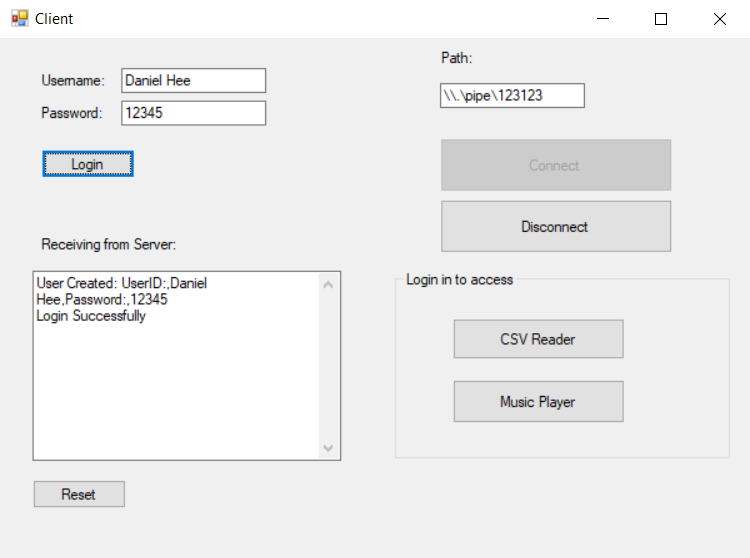 Client
Username:
Daniel Hee
Password:
12345
Login
Path:
\\.\pipe\123123
Connect
Disconnect
Receiving from Server:
User Created: UserID:,Daniel
Hee,Password:,12345
Login Successfully
Reset
Login in to access
CSV Reader
Music Player